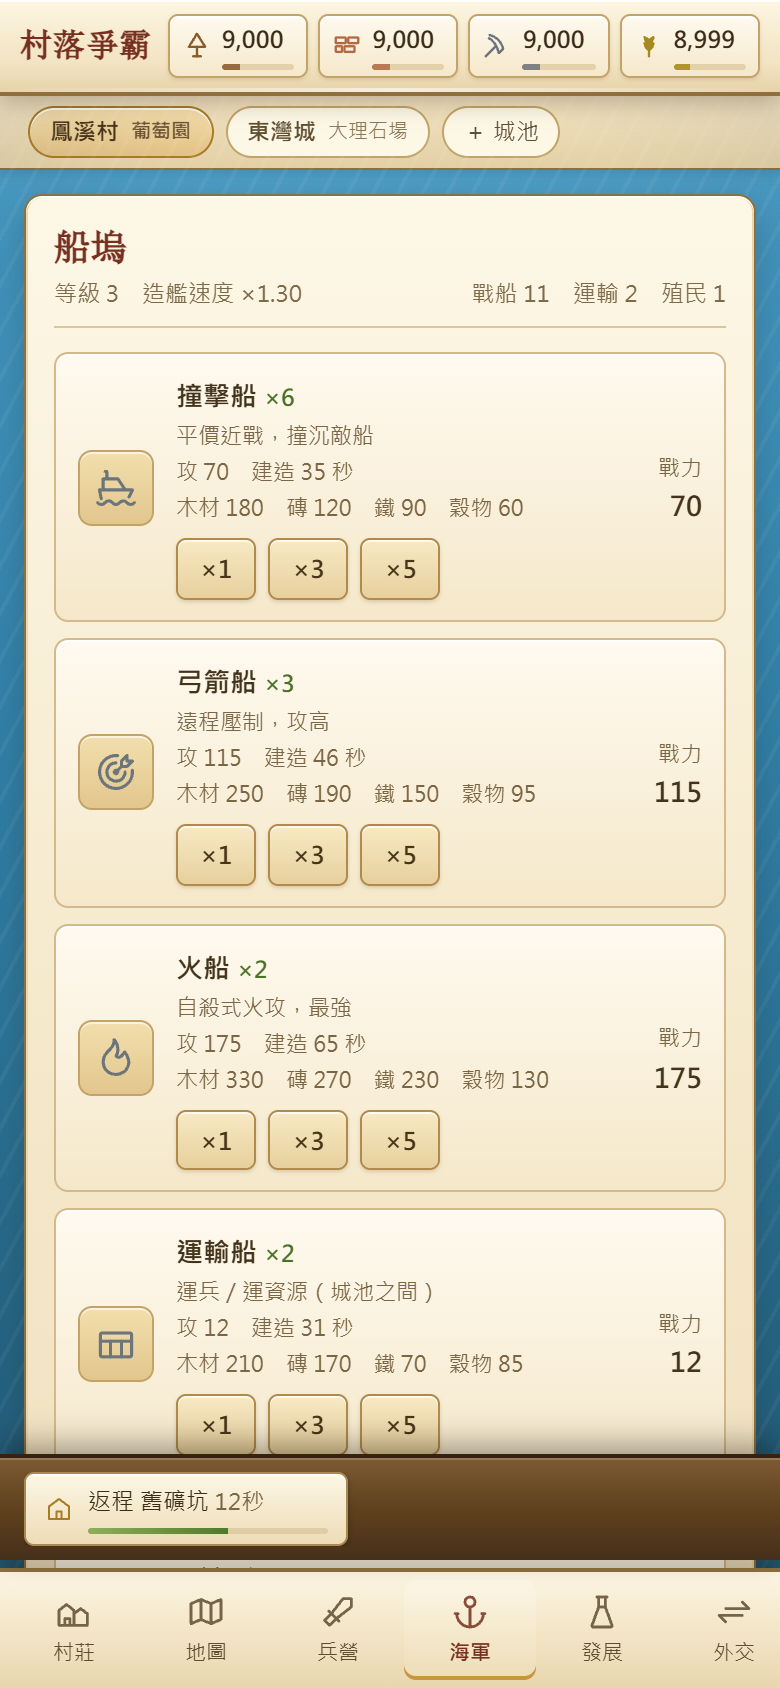 村落爭霸 9,000 9,000 9,000 8,999
鳳溪村 葡萄園 東灣城 大理石場 + 城池
船塢
等級 3 造艦速度 ×1.30 戰船 11 運輸 2 殖民 1
撞擊船 ×6
平價近戰，撞沉敵船
攻 70 建造 35 秒
木材 180 磚 120 鐵 90 穀物 60
戰力
70
×1 ×3 ×5
弓箭船 ×3
遠程壓制，攻高
攻 115 建造 46 秒
木材 250 磚 190 鐵 150 穀物 95
戰力
115
×1 ×3 ×5
火船 ×2
自殺式火攻，最強
攻 175 建造 65 秒
木材 330 磚 270 鐵 230 穀物 130
戰力
175
×1 ×3 ×5
運輸船 ×2
運兵 / 運資源（城池之間）
攻 12 建造 31 秒
木材 210 磚 170 鐵 70 穀物 85
戰力
12
×1 ×3 ×5
返程 舊礦坑 12秒
村莊 地圖 兵營 海軍 發展 外交